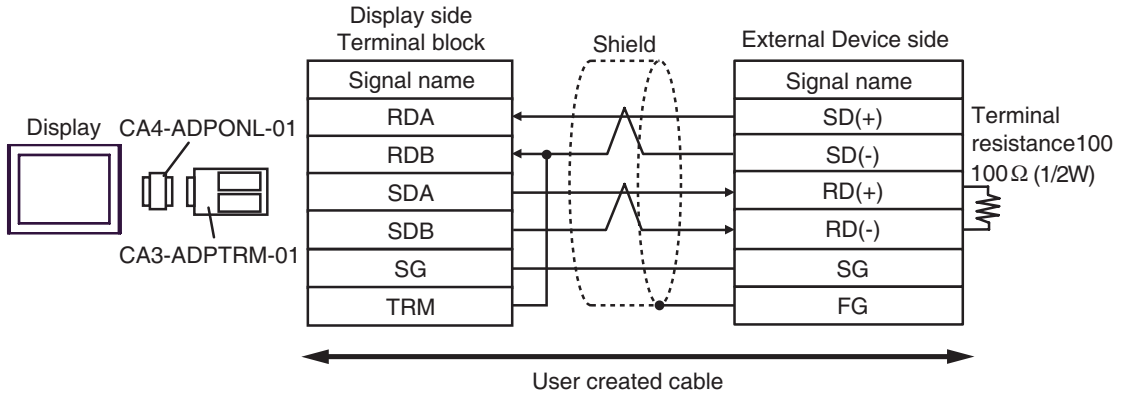 Display side
Terminal block
Shield
External Device side
Signal name
Signal name
RDA
SD(+)
Terminal
resistance100
100Ω (1/2W)
Display
CA4-ADPONL-01
RDB
SD(-)
SDA
RD(+)
SDB
RD(-)
CA3-ADPTRM-01
SG
SG
TRM
FG
User created cable